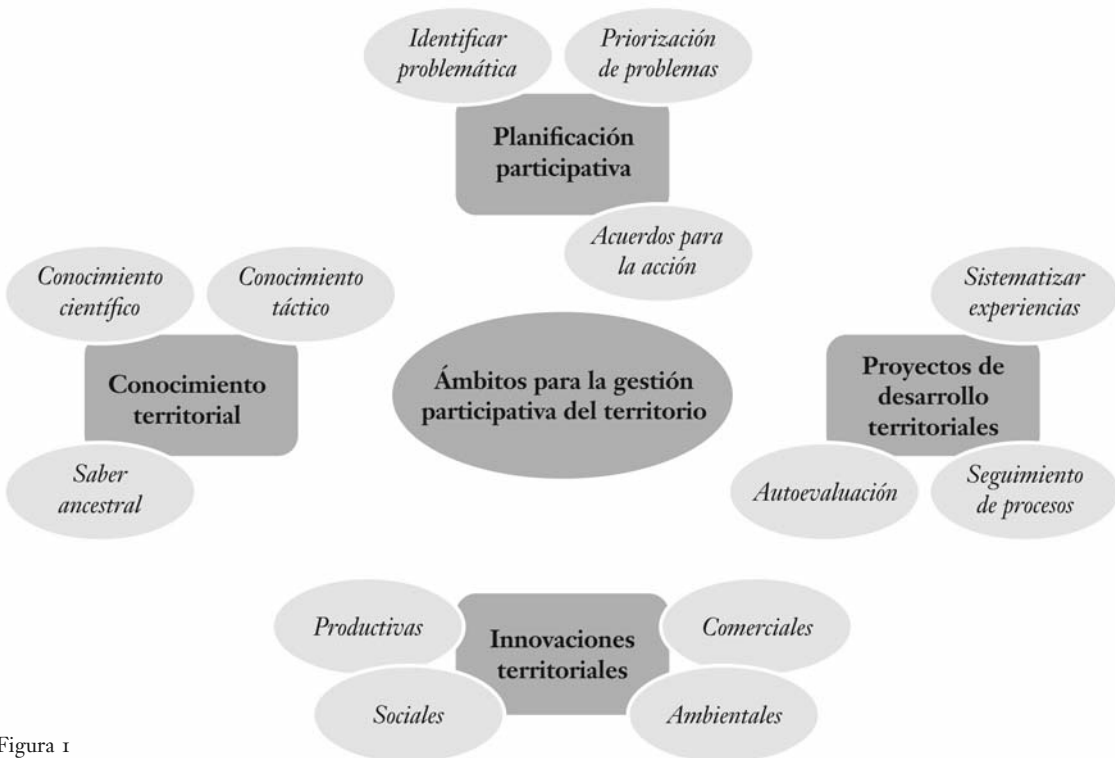 Identificar
problemática
Priorización
de problemas
Planificación
participativa
Acuerdos para
la acción
Conocimiento
científico
Conocimiento
táctico
Conocimiento
territorial
Saber
ancestral
Ámbitos para la gestión
participativa del territorio
Sistematizar
experiencias
Proyectos de
desarrollo
territoriales
Autoevaluación
Seguimiento
de procesos
Productivas
Comerciales
Innovaciones
territoriales
Sociales
Ambientales
Figura 1